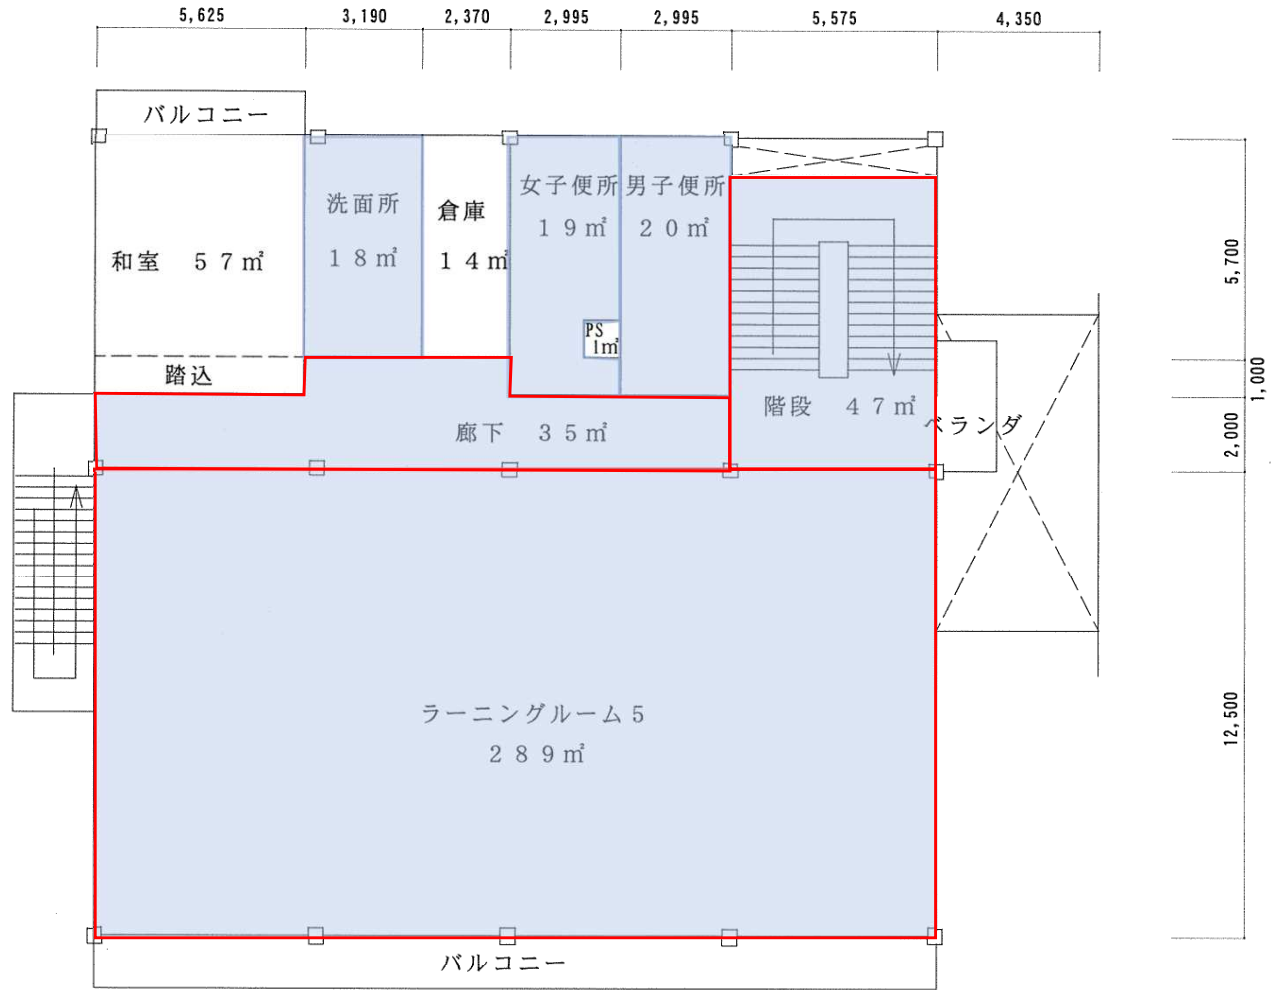 5,625 3,190 2,370 2,995 2,995 5,575 4,350
バルコニー
洗面所
18㎡
倉庫
14㎡
女子便所
19㎡
男子便所
20㎡
和室 57㎡
PS
1㎡
踏込
廊下 35㎡
階段 47㎡
ベランダ
5,700
1,000
2,000
12,500
ラーニングルーム5
289㎡
バルコニー